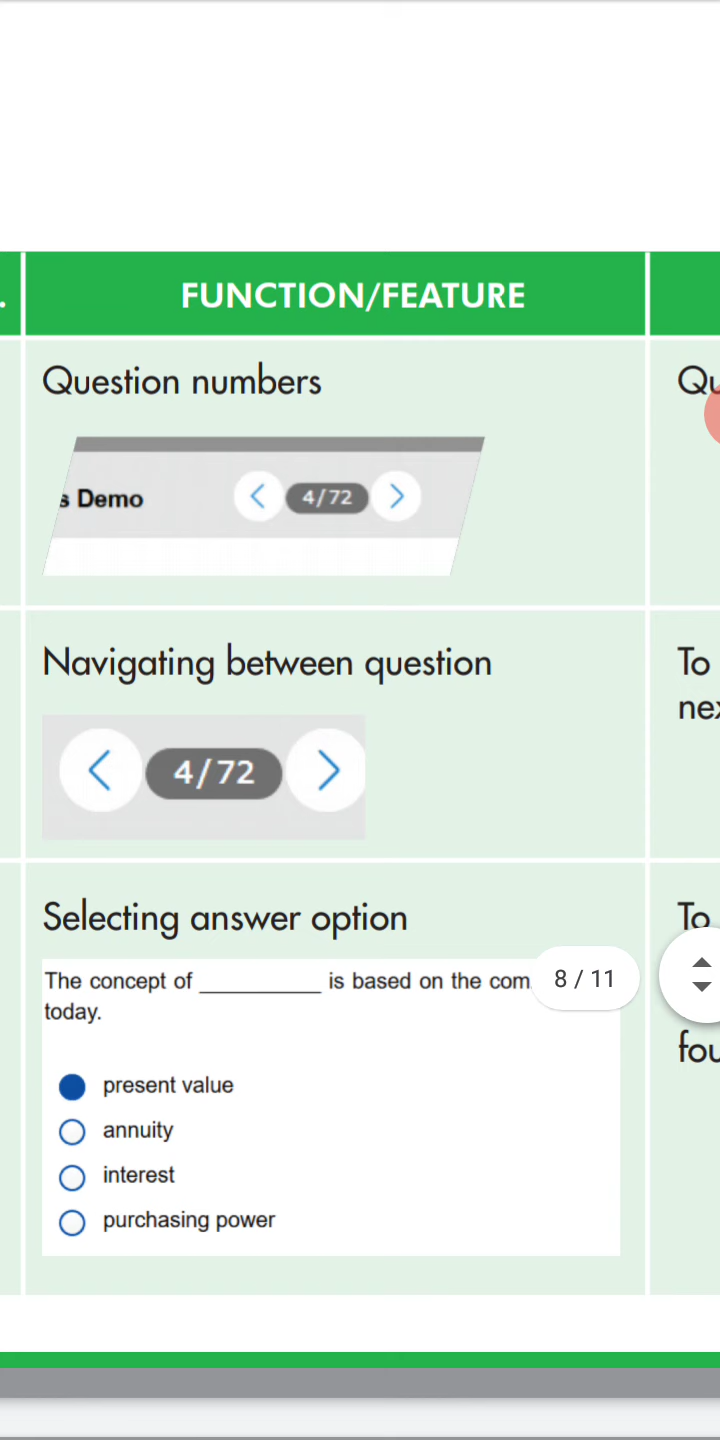 .
FUNCTION/FEATURE
Question numbers
s Demo
4/72
Navigating between question
To
4/72
Selecting answer option
To
The concept of __________ is based on the com
8 / 11
today.
present value
annuity
interest
purchasing power